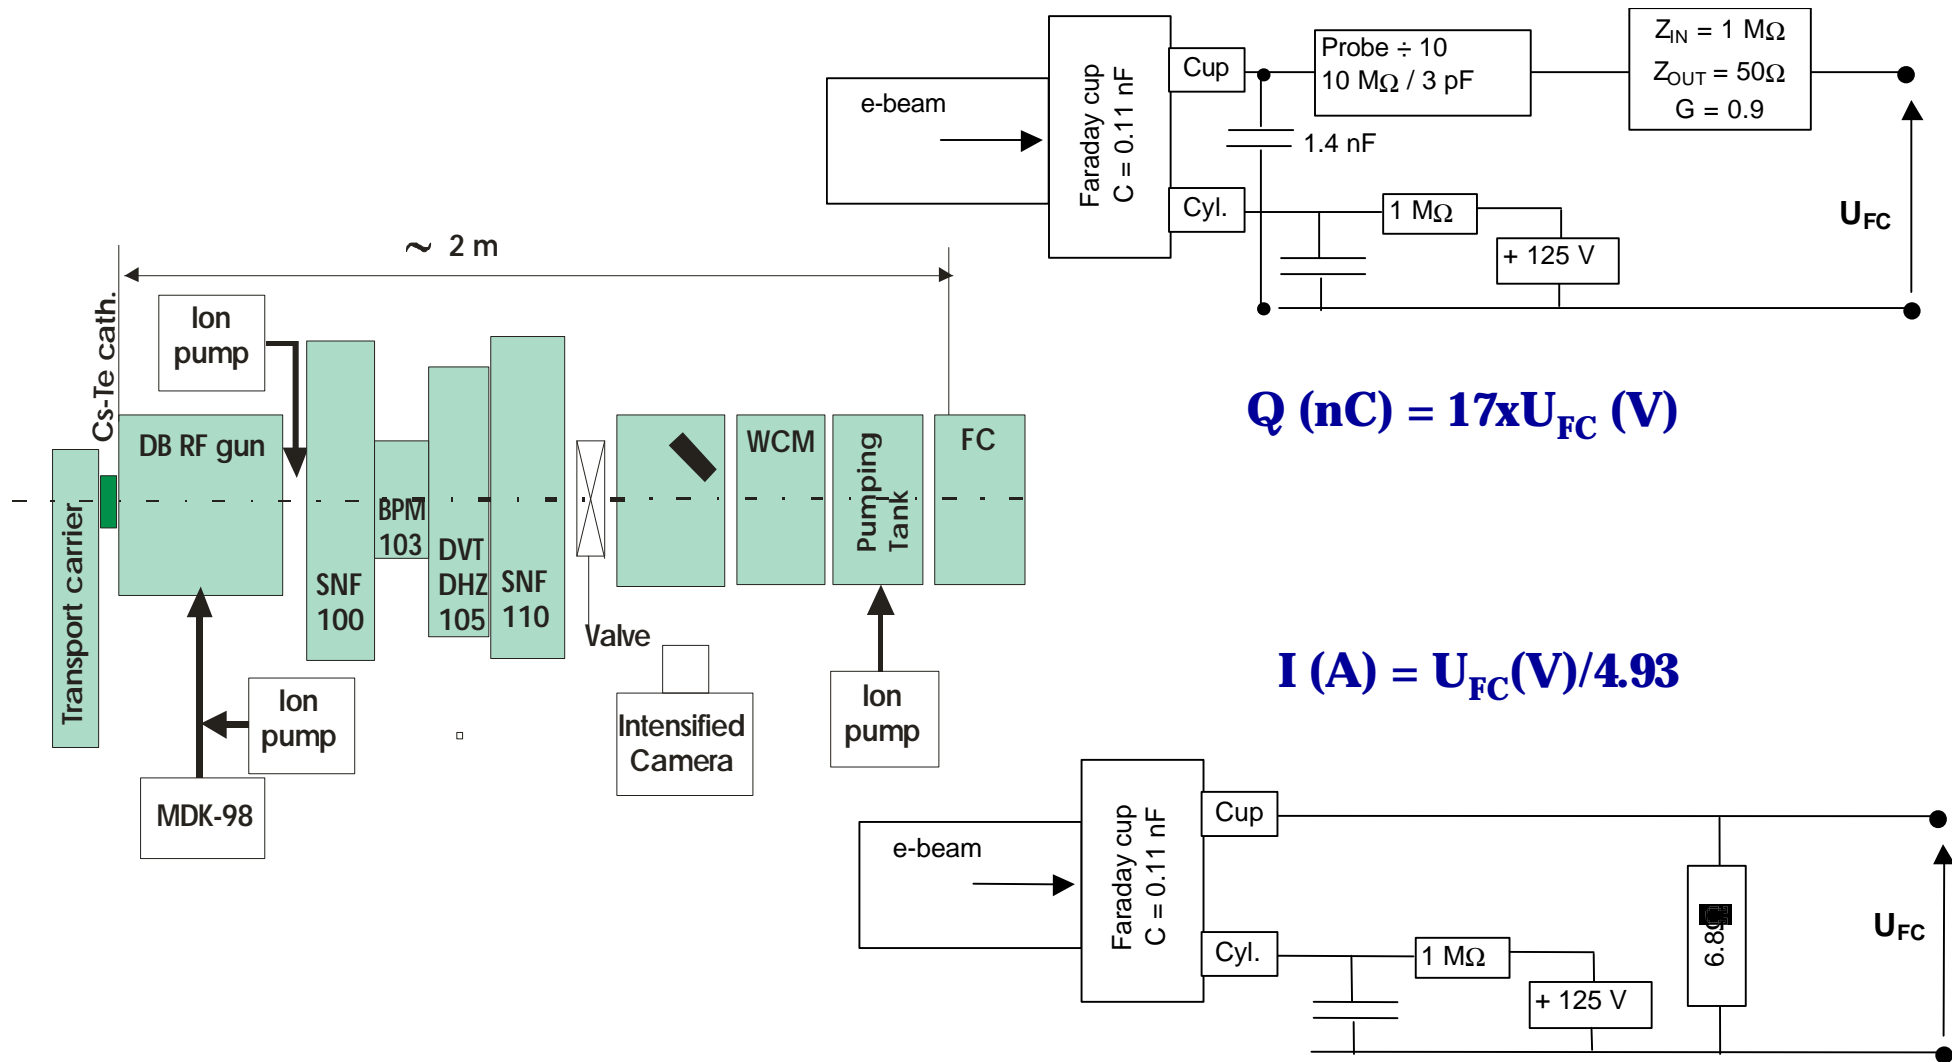 ~ 2 m
Cs-Te cath.
Ion
pump
DB RF gun
Transport carrier
SNF
100
BPM
103
DVT
DHZ
105
SNF
110
Valve
WCM
Pumping
Tank
FC
Ion
pump
MDK-98
Intensified
Camera
Ion
pump
e-beam
Faraday cup
C = 0.11 nF
Cup
Cyl.
Probe ÷ 10
10 MΩ / 3 pF
Z_IN = 1 MΩ
Z_OUT = 50Ω
G = 0.9
1.4 nF
1 MΩ
+ 125 V
U_FC
Q (nC) = 17xU_FC (V)
I (A) = U_FC(V)/4.93
e-beam
Faraday cup
C = 0.11 nF
Cup
Cyl.
1 MΩ
+ 125 V
U_FC